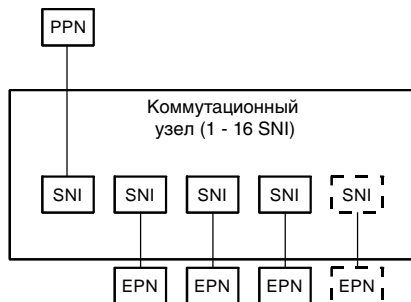 PPN
Коммутационный
узел (1 - 16 SNI)
SNI SNI SNI SNI SNI
EPN EPN EPN EPN